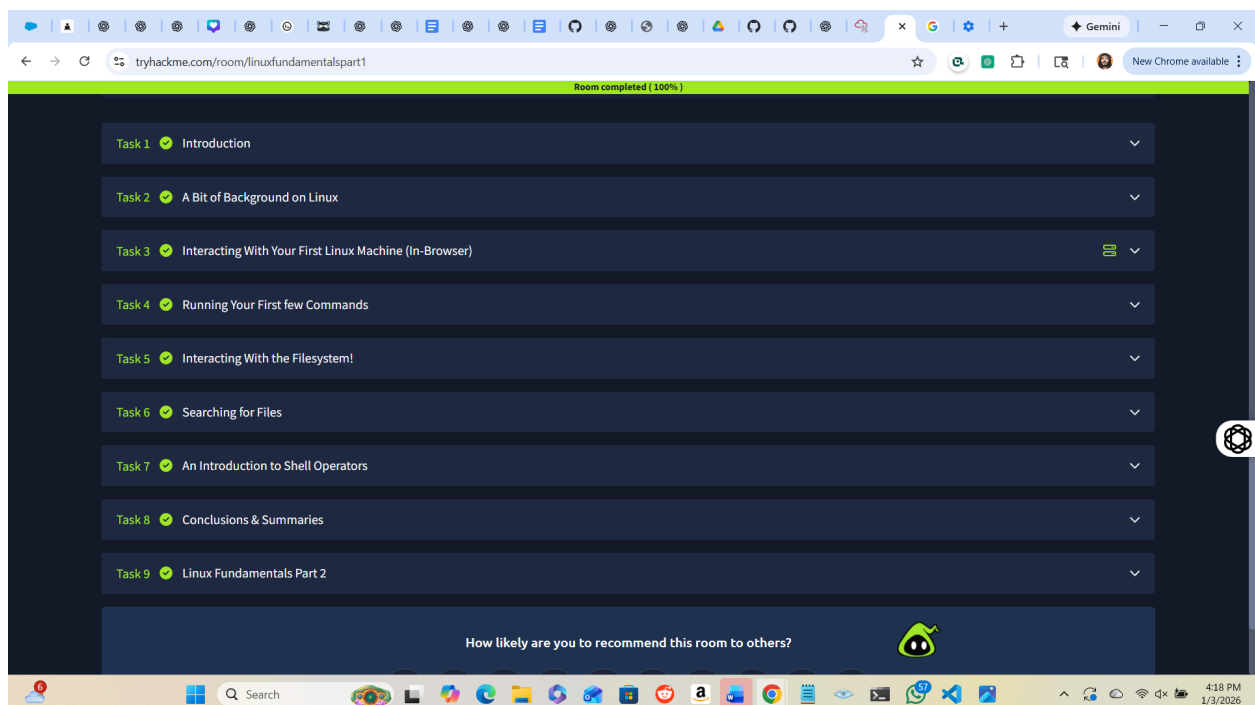 Gemini
tryhackme.com/room/linuxfundamentalspart1
New Chrome available
Room completed ( 100% )
Task 1 Introduction
Task 2 A Bit of Background on Linux
Task 3 Interacting With Your First Linux Machine (In-Browser)
Task 4 Running Your First few Commands
Task 5 Interacting With the Filesystem!
Task 6 Searching for Files
Task 7 An Introduction to Shell Operators
Task 8 Conclusions & Summaries
Task 9 Linux Fundamentals Part 2
How likely are you to recommend this room to others?
6
Search
57
4:18 PM
1/3/2026